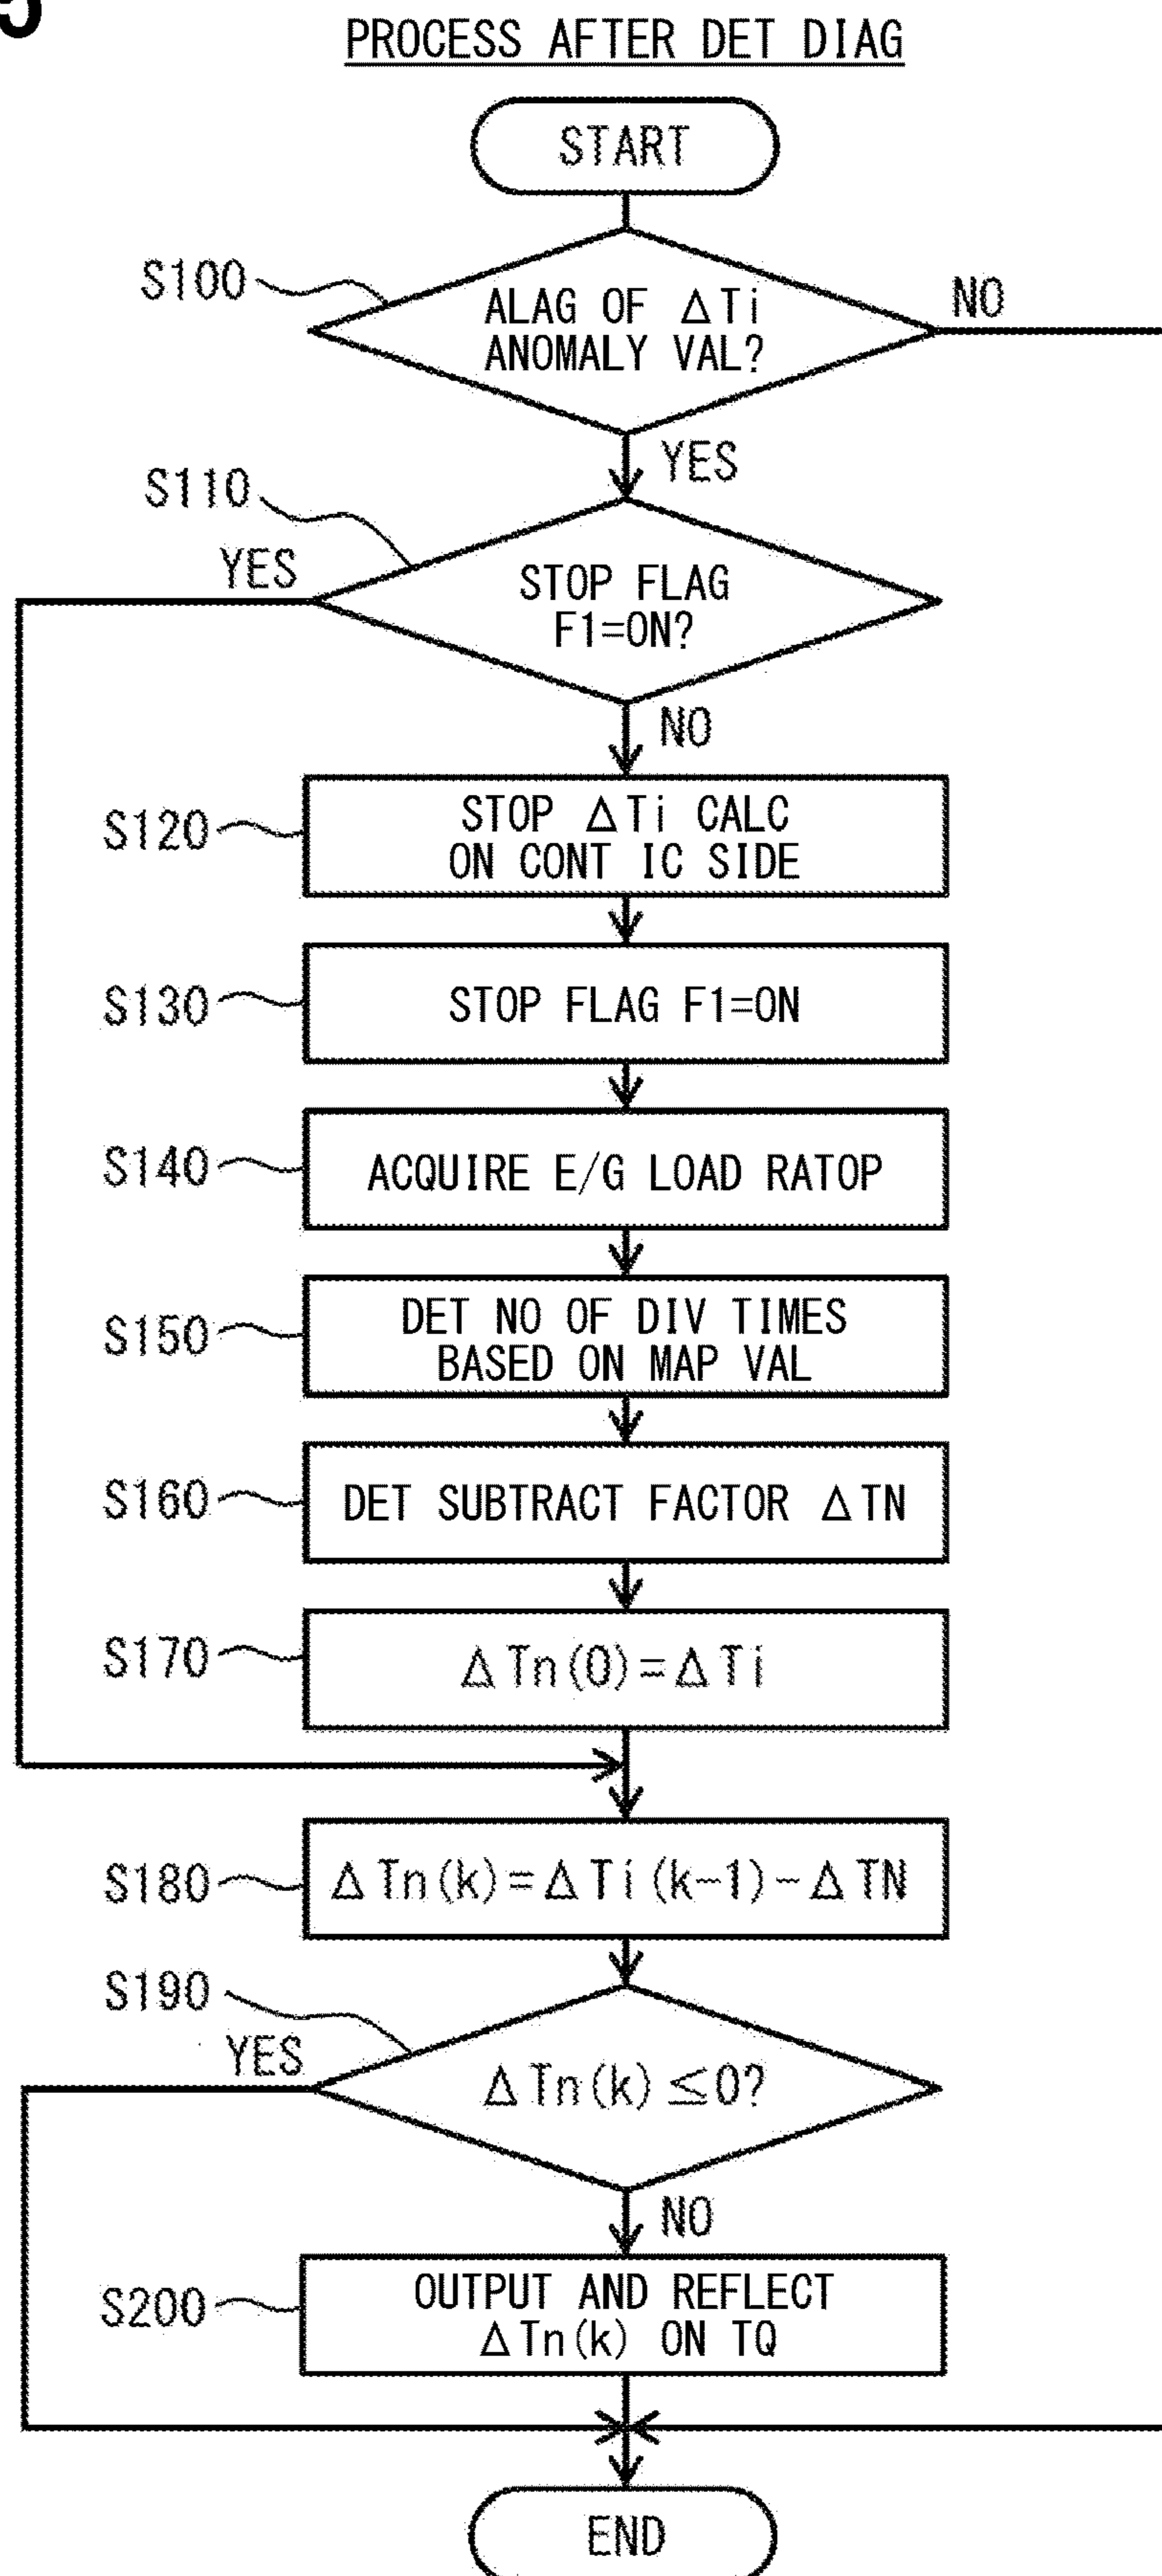 5
PROCESS AFTER DET DIAG
START
S100
ALAG OF ΔTi
ANOMALY VAL?
NO
YES
S110
YES
STOP FLAG
F1=ON?
NO
S120
STOP ΔTi CALC
ON CONT IC SIDE
S130
STOP FLAG F1=ON
S140
ACQUIRE E/G LOAD RATOP
S150
DET NO OF DIV TIMES
BASED ON MAP VAL
S160
DET SUBTRACT FACTOR ΔTN
S170
ΔTn(0)=ΔTi
S180
ΔTn(k)=ΔTi(k-1)-ΔTN
S190
YES
ΔTn(k)≤0?
NO
S200
OUTPUT AND REFLECT
ΔTn(k) ON TQ
END